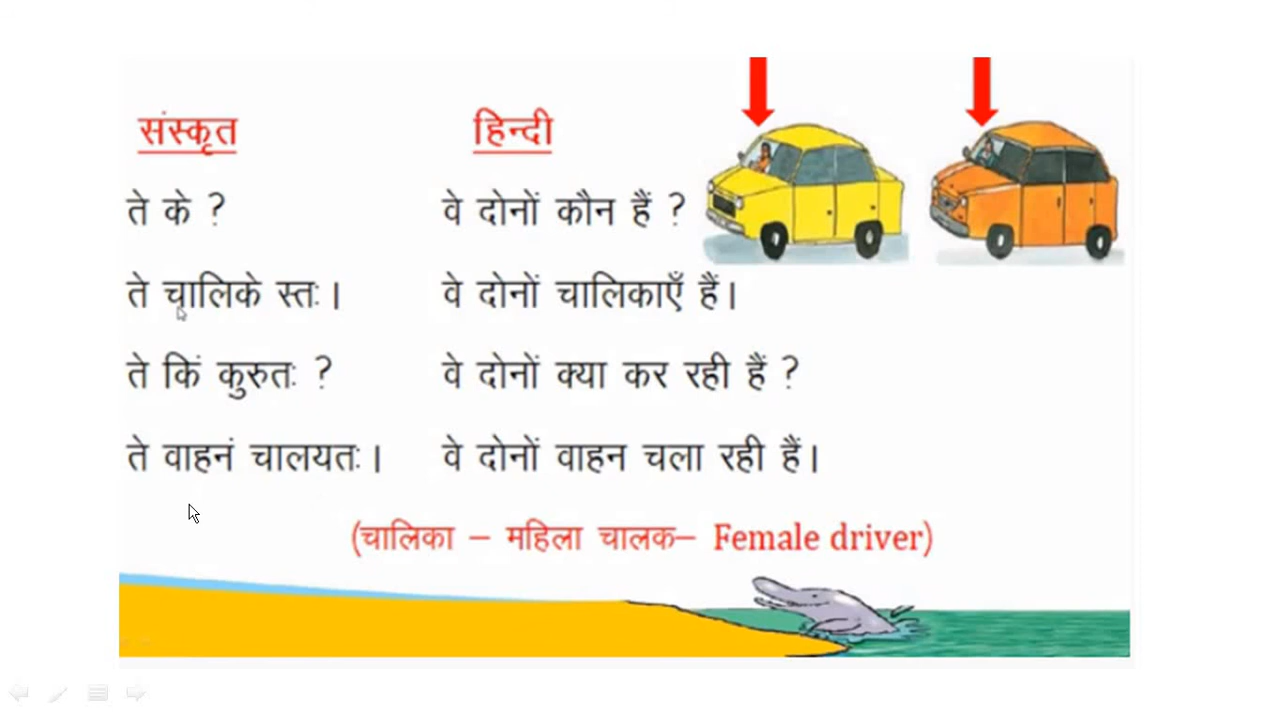 संस्कृत हिन्दी
ते के ? वे दोनों कौन हैं ?
ते चालिके स्तः । वे दोनों चालिकाएँ हैं।
ते किं कुरुतः ? वे दोनों क्या कर रही हैं ?
ते वाहनं चालयतः । वे दोनों वाहन चला रही हैं।
(चालिका – महिला चालक– Female driver)